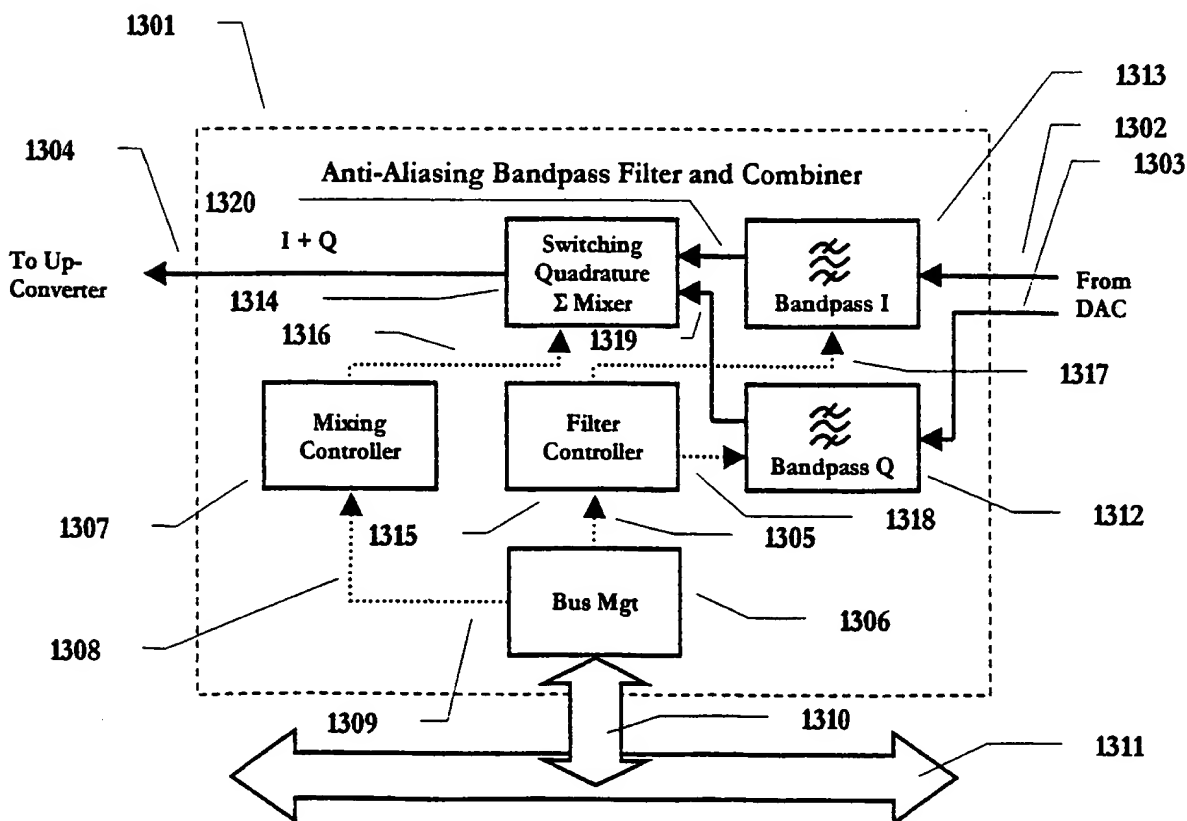 1301
1313
1302
1304
1303
Anti-Aliasing Bandpass Filter and Combiner
1320
I + Q
Switching
Quadrature
Σ Mixer
To Up-
Converter
From
DAC
Bandpass I
1314
1316
1319
1317
Mixing
Controller
Filter
Controller
Bandpass Q
1307
1315
1305
1318
1312
Bus Mgt
1306
1308
1309
1310
1311